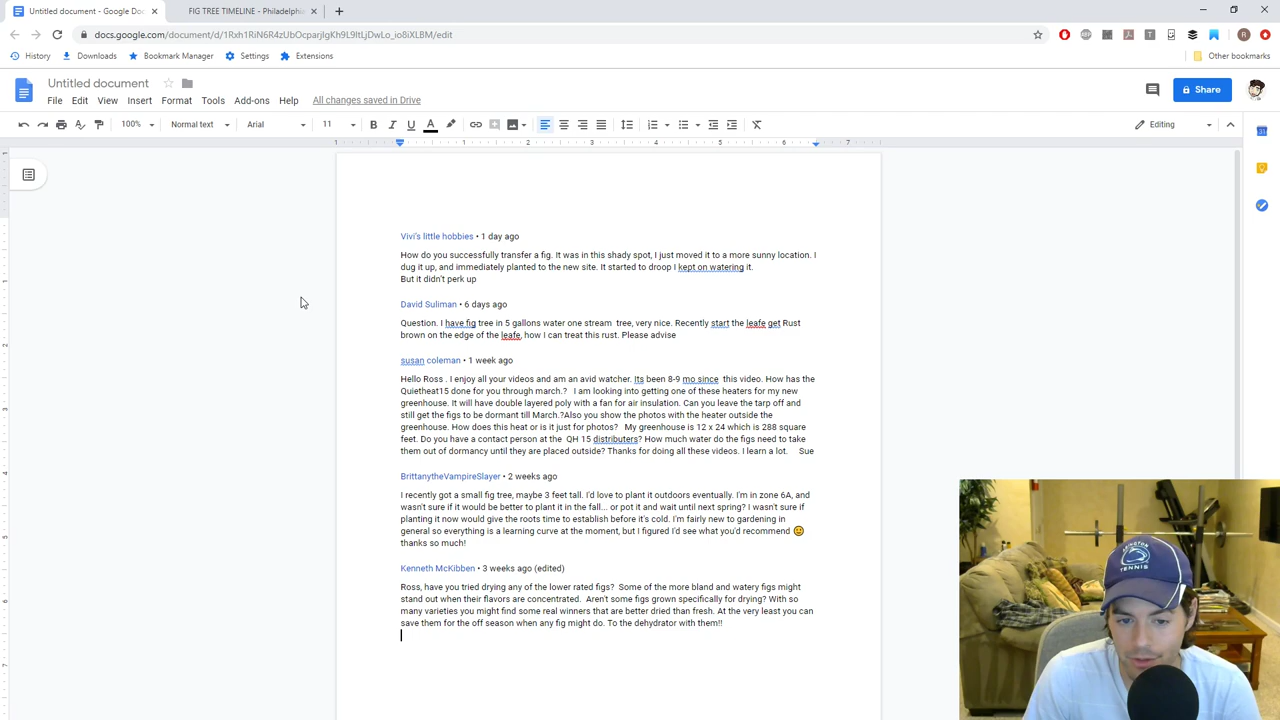 Untitled document - Google Doc
FIG TREE TIMELINE - Philadelphi
docs.google.com/document/d/1Rxh1RiN6R4zUbOcparjIgKh9L9ItLjDwLo_io8iXLBM/edit
History Downloads Bookmark Manager Settings Extensions Other bookmarks
Untitled document
File Edit View Insert Format Tools Add-ons Help All changes saved in Drive Share
100% Normal text Arial 11 Editing
1 1 2 3 4 5 6 7
Vivi's little hobbies • 1 day ago
How do you successfully transfer a fig. It was in this shady spot, I just moved it to a more sunny location. I
dug it up, and immediately planted to the new site. It started to droop I kept on watering it.
But it didn't perk up
David Suliman • 6 days ago
Question. I have fig tree in 5 gallons water one stream  tree, very nice. Recently start the leafe get Rust
brown on the edge of the leafe, how I can treat this rust. Please advise
susan coleman • 1 week ago
Hello Ross . I enjoy all your videos and am an avid watcher. Its been 8-9 mo since  this video. How has the
Quietheat15 done for you through march.?   I am looking into getting one of these heaters for my new
greenhouse. It will have double layered poly with a fan for air insulation. Can you leave the tarp off and
still get the figs to be dormant till March.?Also you show the photos with the heater outside the
greenhouse. How does this heat or is it just for photos?   My greenhouse is 12 x 24 which is 288 square
feet. Do you have a contact person at the  QH 15 distributers? How much water do the figs need to take
them out of dormancy until they are placed outside? Thanks for doing all these videos. I learn a lot.     Sue
BrittanytheVampireSlayer • 2 weeks ago
I recently got a small fig tree, maybe 3 feet tall. I'd love to plant it outdoors eventually. I'm in zone 6A, and
wasn't sure if it would be better to plant it in the fall... or pot it and wait until next spring? I wasn't sure if
planting it now would give the roots time to establish before it's cold. I'm fairly new to gardening in
general so everything is a learning curve at the moment, but I figured I'd see what you'd recommend 🙂
thanks so much!
Kenneth McKibben • 3 weeks ago (edited)
Ross, have you tried drying any of the lower rated figs?  Some of the more bland and watery figs might
stand out when their flavors are concentrated.  Aren't some figs grown specifically for drying? With so
many varieties you might find some real winners that are better dried than fresh. At the very least you can
save them for the off season when any fig might do. To the dehydrator with them!!
ABINGTON
TENNIS